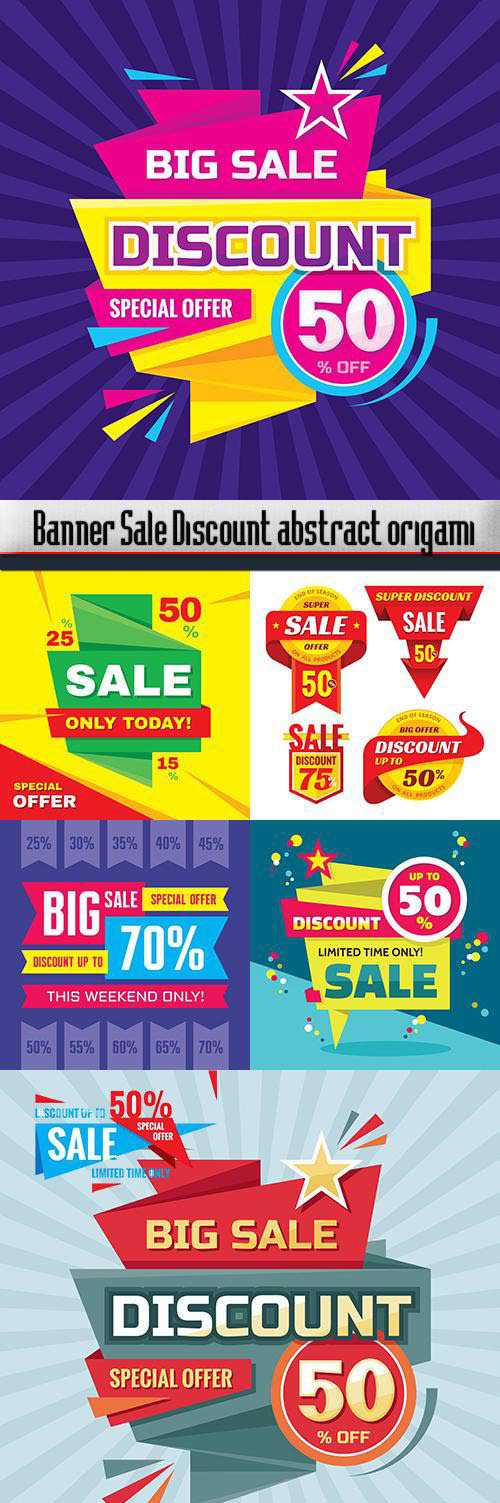 BIG SALE
DISCOUNT
SPECIAL OFFER
50
% OFF
Banner Sale Discount abstract origami
50
%
%
25
SALE
ONLY TODAY!
15
%
SPECIAL
OFFER
END OF SEASON
SUPER
SALE
OFFER
ON ALL PRODUCTS
50%
SUPER DISCOUNT
SALE
50%
SALE
DISCOUNT
75%
END OF SEASON
BIG OFFER
DISCOUNT
UP TO
50%
ON ALL PRODUCTS
25% 30% 35% 40% 45%
BIG SALE SPECIAL OFFER
DISCOUNT UP TO 70%
THIS WEEKEND ONLY!
50% 55% 60% 65% 70%
UP TO
50
%
DISCOUNT
LIMITED TIME ONLY!
SALE
DISCOUNT UP TO 50%
SALE
SPECIAL
OFFER
LIMITED TIME ONLY
BIG SALE
DISCOUNT
SPECIAL OFFER
50
% OFF